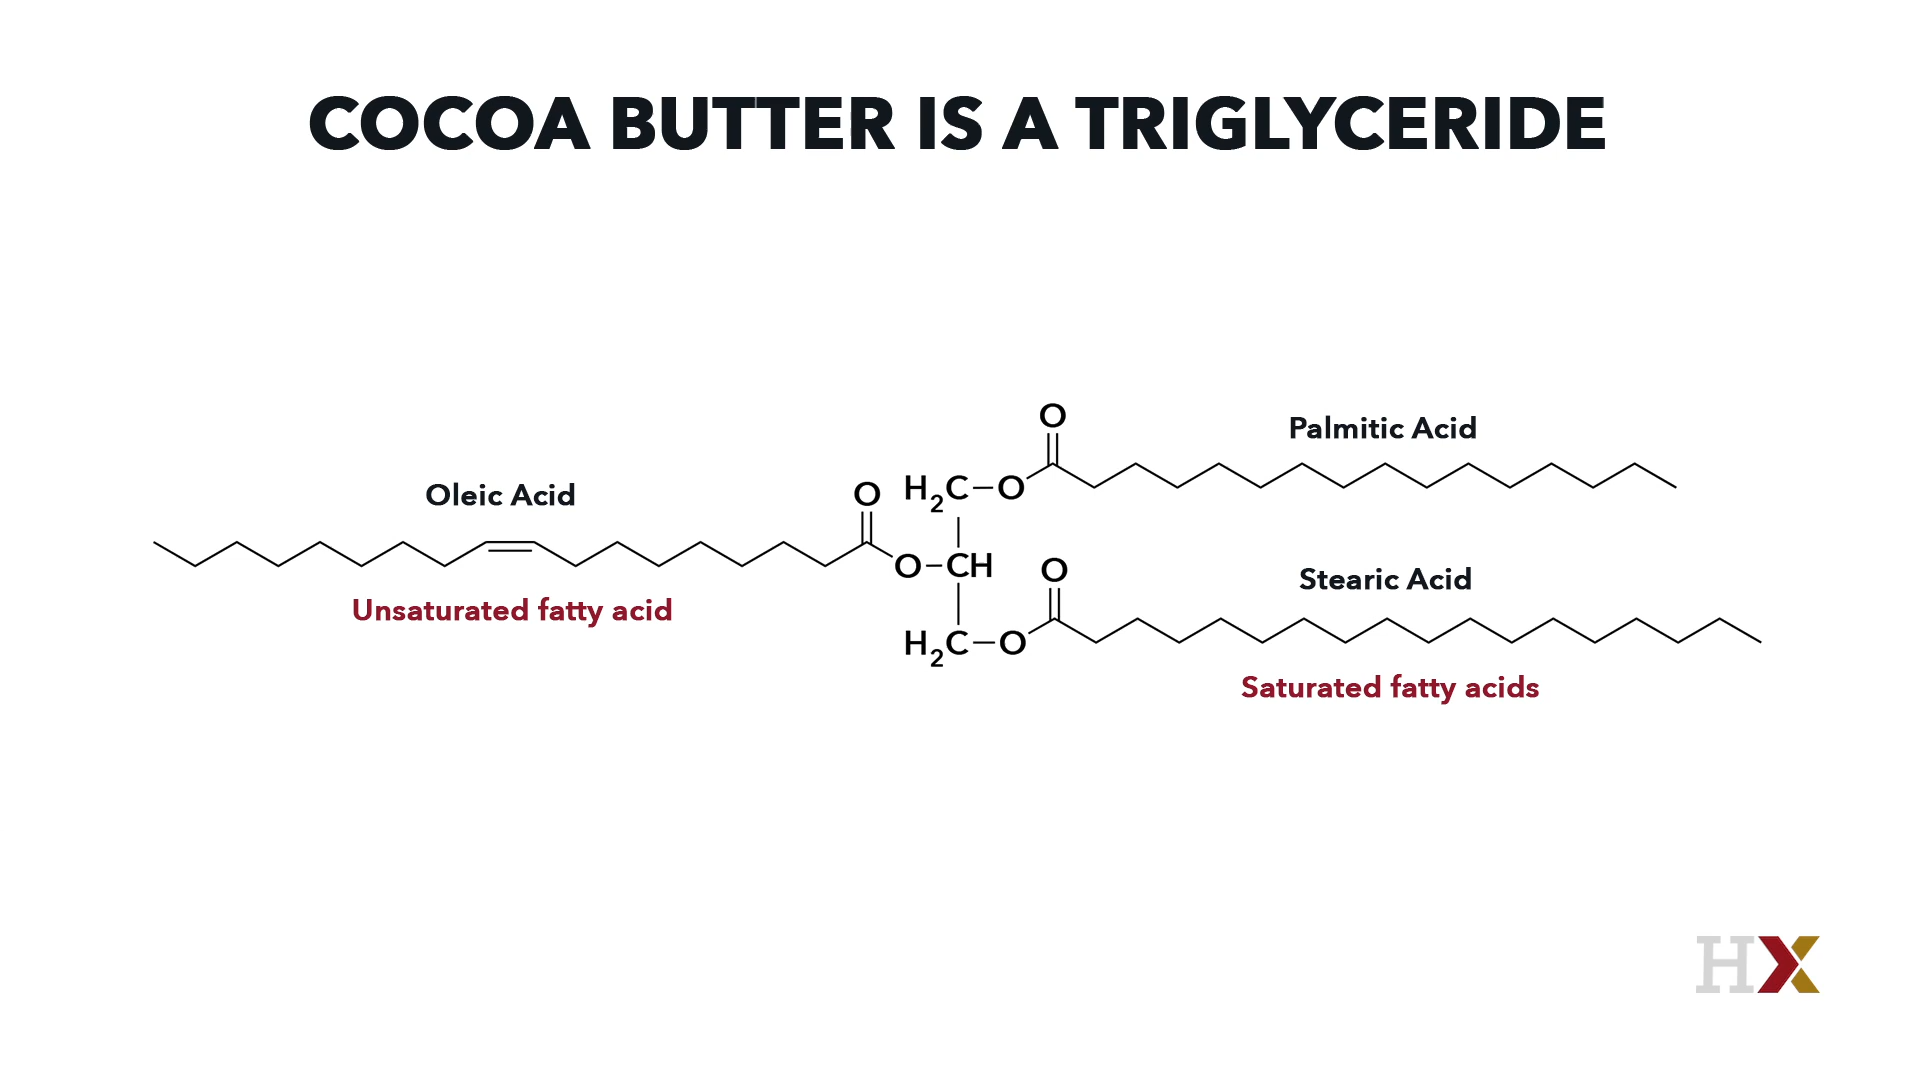 COCOA BUTTER IS A TRIGLYCERIDE
O
Palmitic Acid
H₂C–O
Oleic Acid
O
O–CH
Unsaturated fatty acid
O
Stearic Acid
H₂C–O
Saturated fatty acids
HX